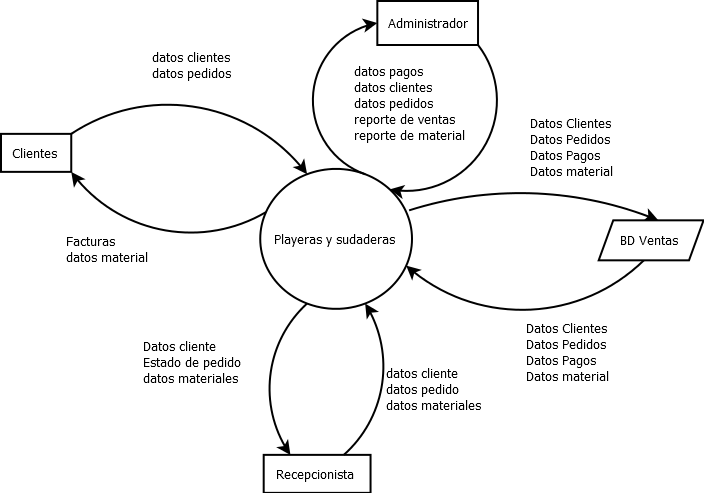 Administrador
datos clientes
datos pedidos
datos pagos
datos clientes
datos pedidos
reporte de ventas
reporte de material
Datos Clientes
Datos Pedidos
Datos Pagos
Datos material
Clientes
Playeras y sudaderas
BD Ventas
Facturas
datos material
Datos Clientes
Datos Pedidos
Datos Pagos
Datos material
Datos cliente
Estado de pedido
datos materiales
datos cliente
datos pedido
datos materiales
Recepcionista